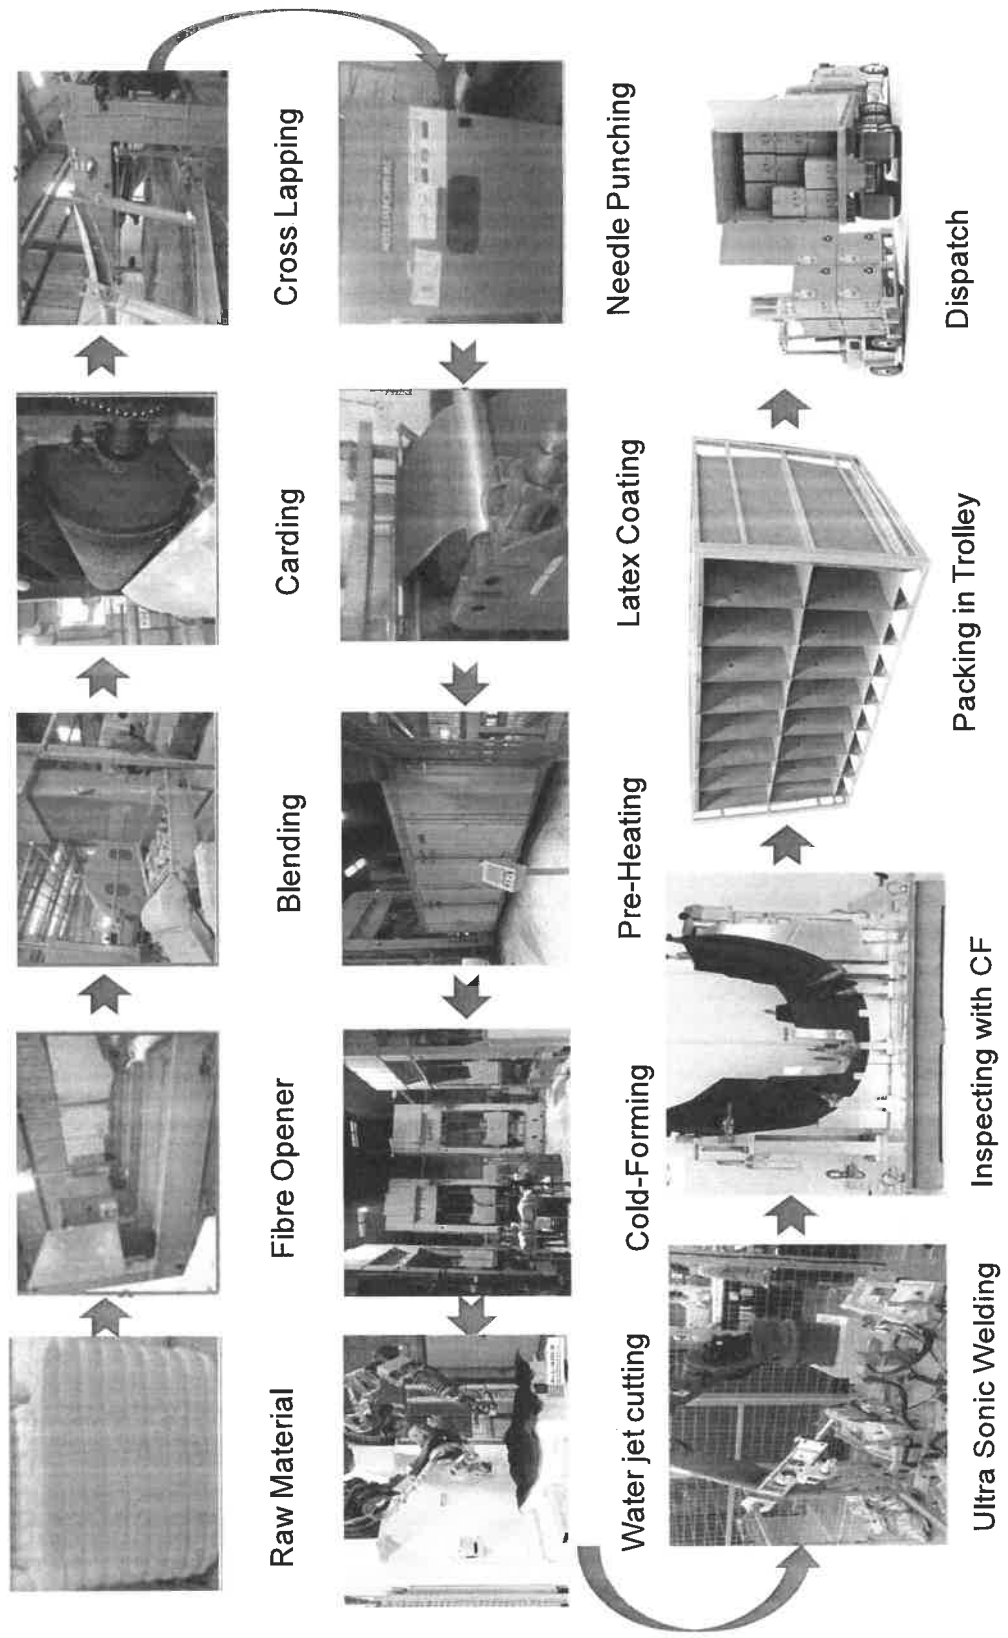 Raw Material
Fibre Opener
Blending
Carding
Cross Lapping
Needle Punching
Latex Coating
Pre-Heating
Cold-Forming
Water jet cutting
Ultra Sonic Welding
Inspecting with CF
Packing in Trolley
Dispatch